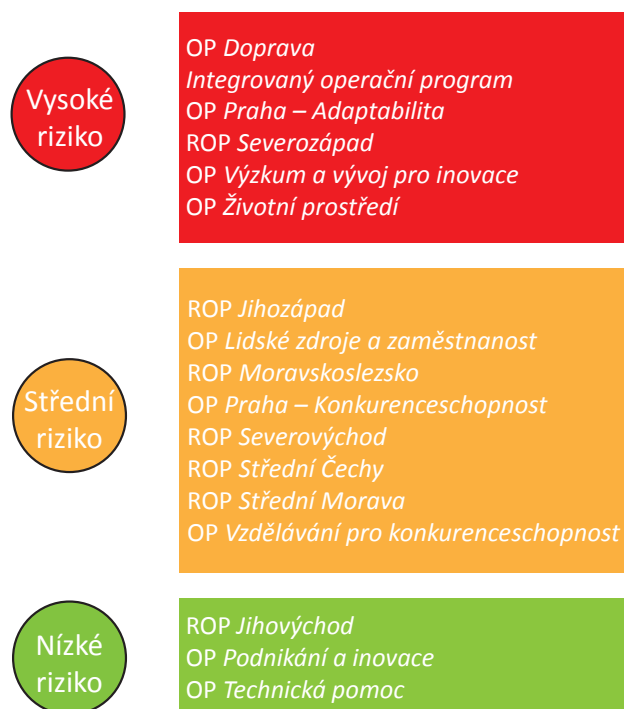 Vysoké
riziko
OP Doprava
Integrovaný operační program
OP Praha – Adaptabilita
ROP Severozápad
OP Výzkum a vývoj pro inovace
OP Životní prostředí
Střední
riziko
ROP Jihozápad
OP Lidské zdroje a zaměstnanost
ROP Moravskoslezsko
OP Praha – Konkurenceschopnost
ROP Severovýchod
ROP Střední Čechy
ROP Střední Morava
OP Vzdělávání pro konkurenceschopnost
Nízké
riziko
ROP Jihovýchod
OP Podnikání a inovace
OP Technická pomoc